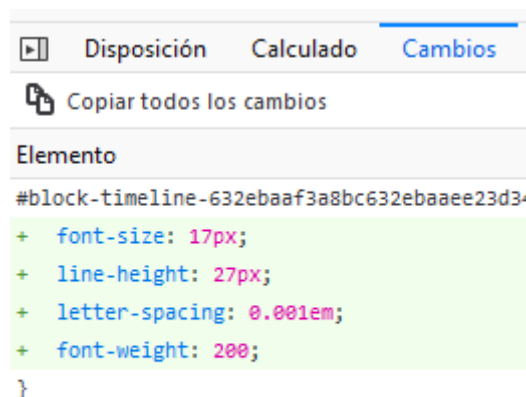 Disposición Calculado Cambios
Copiar todos los cambios
Elemento
#block-timeline-632ebaaf3a8bc632ebaaee23d34
+ font-size: 17px;
+ line-height: 27px;
+ letter-spacing: 0.001em;
+ font-weight: 200;
}